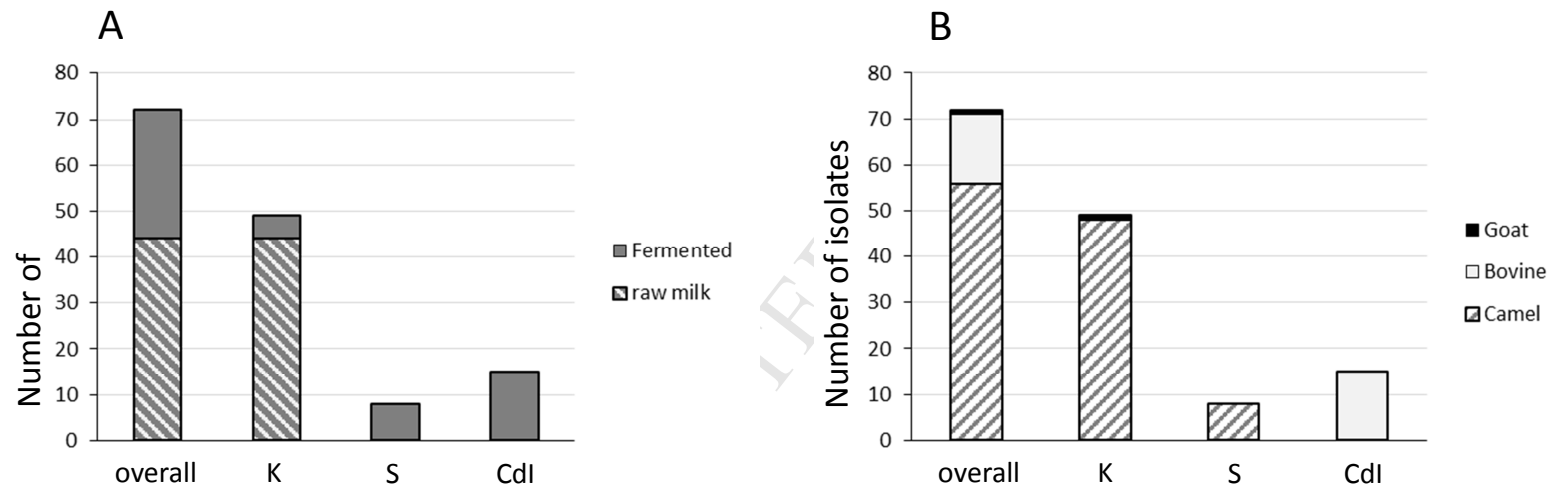 A
Number of
80
70
60
50
40
30
20
10
0
overall K S CdI
Fermented
raw milk
B
Number of isolates
80
70
60
50
40
30
20
10
0
overall K S CdI
Goat
Bovine
Camel